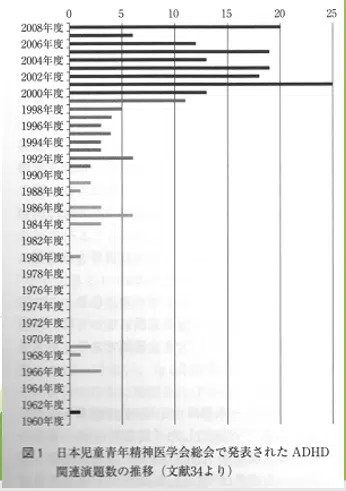 0 5 10 15 20 25
2008年度
2006年度
2004年度
2002年度
2000年度
1998年度
1996年度
1994年度
1992年度
1990年度
1988年度
1986年度
1984年度
1982年度
1980年度
1978年度
1976年度
1974年度
1972年度
1970年度
1968年度
1966年度
1964年度
1962年度
1960年度
図1 日本児童青年精神医学会総会で発表された ADHD
関連演題数の推移（文献34より）